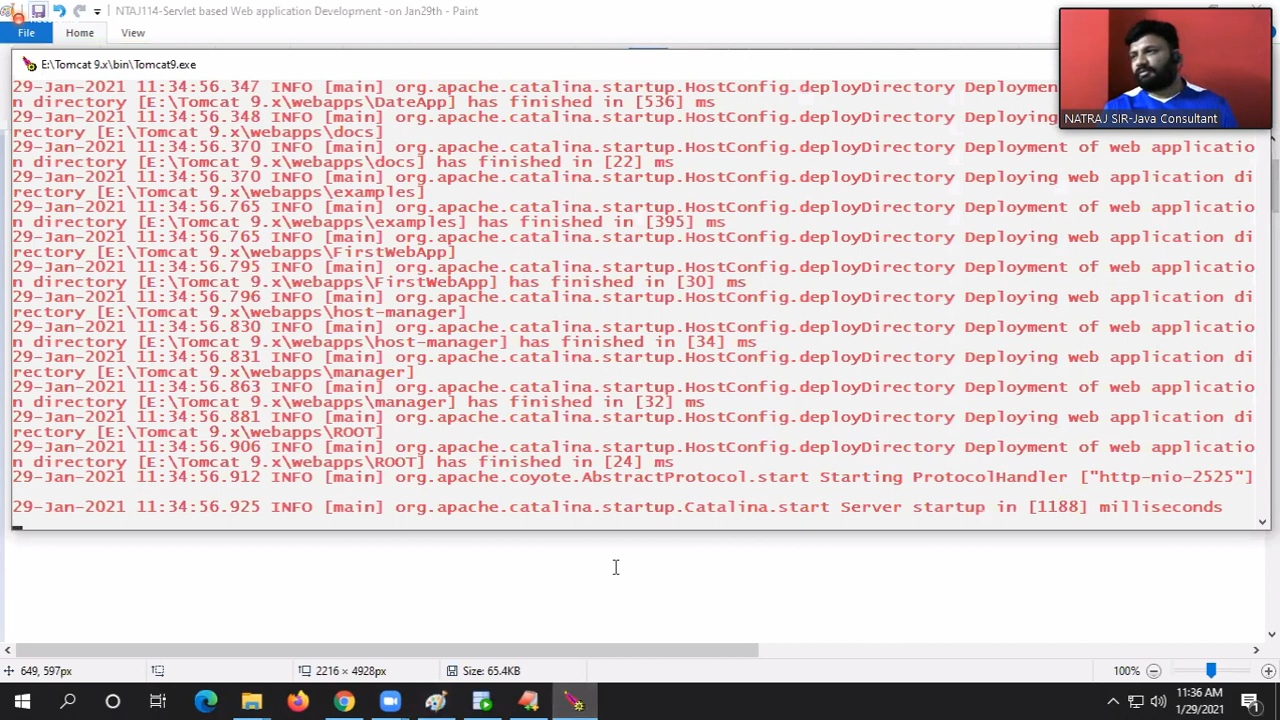 NTAJ114-Servlet based Web application Development -on Jan29th - Paint
File Home View
E:\Tomcat 9.x\bin\Tomcat9.exe
29-Jan-2021 11:34:56.347 INFO [main] org.apache.catalina.startup.HostConfig.deployDirectory Deploymen
n directory [E:\Tomcat 9.x\webapps\DateApp] has finished in [536] ms
29-Jan-2021 11:34:56.348 INFO [main] org.apache.catalina.startup.HostConfig.deployDirectory Deploying
rectory [E:\Tomcat 9.x\webapps\docs]
29-Jan-2021 11:34:56.370 INFO [main] org.apache.catalina.startup.HostConfig.deployDirectory Deployment of web applicatio
n directory [E:\Tomcat 9.x\webapps\docs] has finished in [22] ms
29-Jan-2021 11:34:56.370 INFO [main] org.apache.catalina.startup.HostConfig.deployDirectory Deploying web application di
rectory [E:\Tomcat 9.x\webapps\examples]
29-Jan-2021 11:34:56.765 INFO [main] org.apache.catalina.startup.HostConfig.deployDirectory Deployment of web applicatio
n directory [E:\Tomcat 9.x\webapps\examples] has finished in [395] ms
29-Jan-2021 11:34:56.765 INFO [main] org.apache.catalina.startup.HostConfig.deployDirectory Deploying web application di
rectory [E:\Tomcat 9.x\webapps\FirstWebApp]
29-Jan-2021 11:34:56.795 INFO [main] org.apache.catalina.startup.HostConfig.deployDirectory Deployment of web applicatio
n directory [E:\Tomcat 9.x\webapps\FirstWebApp] has finished in [30] ms
29-Jan-2021 11:34:56.796 INFO [main] org.apache.catalina.startup.HostConfig.deployDirectory Deploying web application di
rectory [E:\Tomcat 9.x\webapps\host-manager]
29-Jan-2021 11:34:56.830 INFO [main] org.apache.catalina.startup.HostConfig.deployDirectory Deployment of web applicatio
n directory [E:\Tomcat 9.x\webapps\host-manager] has finished in [34] ms
29-Jan-2021 11:34:56.831 INFO [main] org.apache.catalina.startup.HostConfig.deployDirectory Deploying web application di
rectory [E:\Tomcat 9.x\webapps\manager]
29-Jan-2021 11:34:56.863 INFO [main] org.apache.catalina.startup.HostConfig.deployDirectory Deployment of web applicatio
n directory [E:\Tomcat 9.x\webapps\manager] has finished in [32] ms
29-Jan-2021 11:34:56.881 INFO [main] org.apache.catalina.startup.HostConfig.deployDirectory Deploying web application di
rectory [E:\Tomcat 9.x\webapps\ROOT]
29-Jan-2021 11:34:56.906 INFO [main] org.apache.catalina.startup.HostConfig.deployDirectory Deployment of web applicatio
n directory [E:\Tomcat 9.x\webapps\ROOT] has finished in [24] ms
29-Jan-2021 11:34:56.912 INFO [main] org.apache.coyote.AbstractProtocol.start Starting ProtocolHandler ["http-nio-2525"]
29-Jan-2021 11:34:56.925 INFO [main] org.apache.catalina.startup.Catalina.start Server startup in [1188] milliseconds
NATRAJ SIR-Java Consultant
649, 597px 2216 × 4928px Size: 65.4KB 100%
11:36 AM
1/29/2021
1